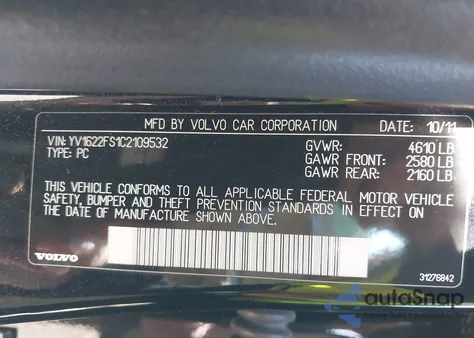 MFD BY VOLVO CAR CORPORATION DATE: 10/11
VIN: YV1622FS1C2109532 GVWR: 4610 LB
TYPE: PC GAWR FRONT: 2580 LB
GAWR REAR: 2160 LB
THIS VEHICLE CONFORMS TO ALL APPLICABLE FEDERAL MOTOR VEHICLE
SAFETY, BUMPER AND THEFT PREVENTION STANDARDS IN EFFECT ON
THE DATE OF MANUFACTURE SHOWN ABOVE.
VOLVO 31276842
autoSnap